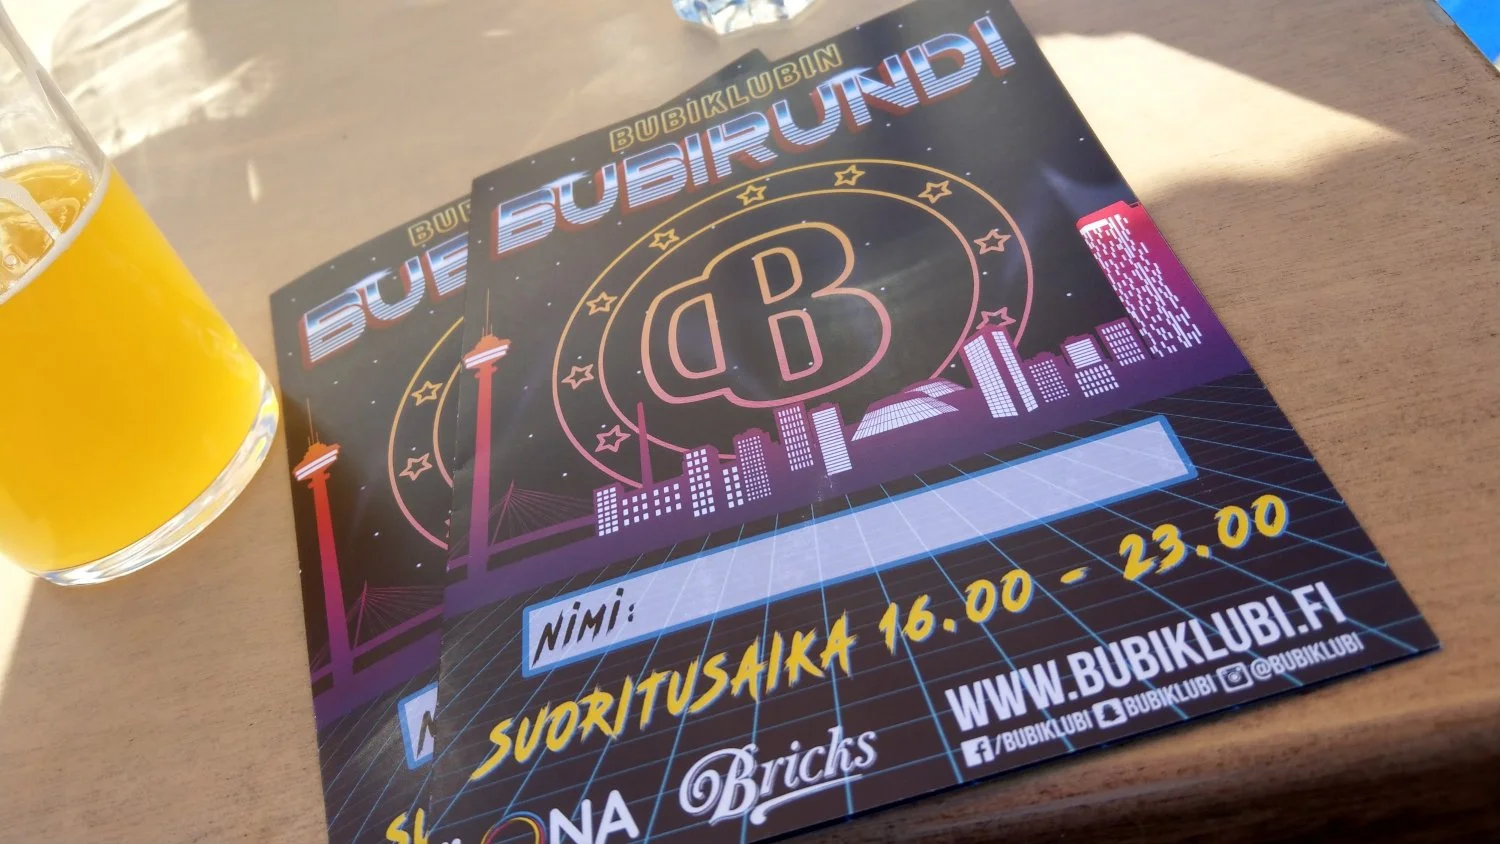 BUBIKLUBIN
BUBIRUNDI
B
NIMI:
SUORITUSAIKA 16.00 - 23.00
WWW.BUBIKLUBI.FI
/BUBIKLUBI BUBIKLUBI @BUBIKLUBI
Bricks